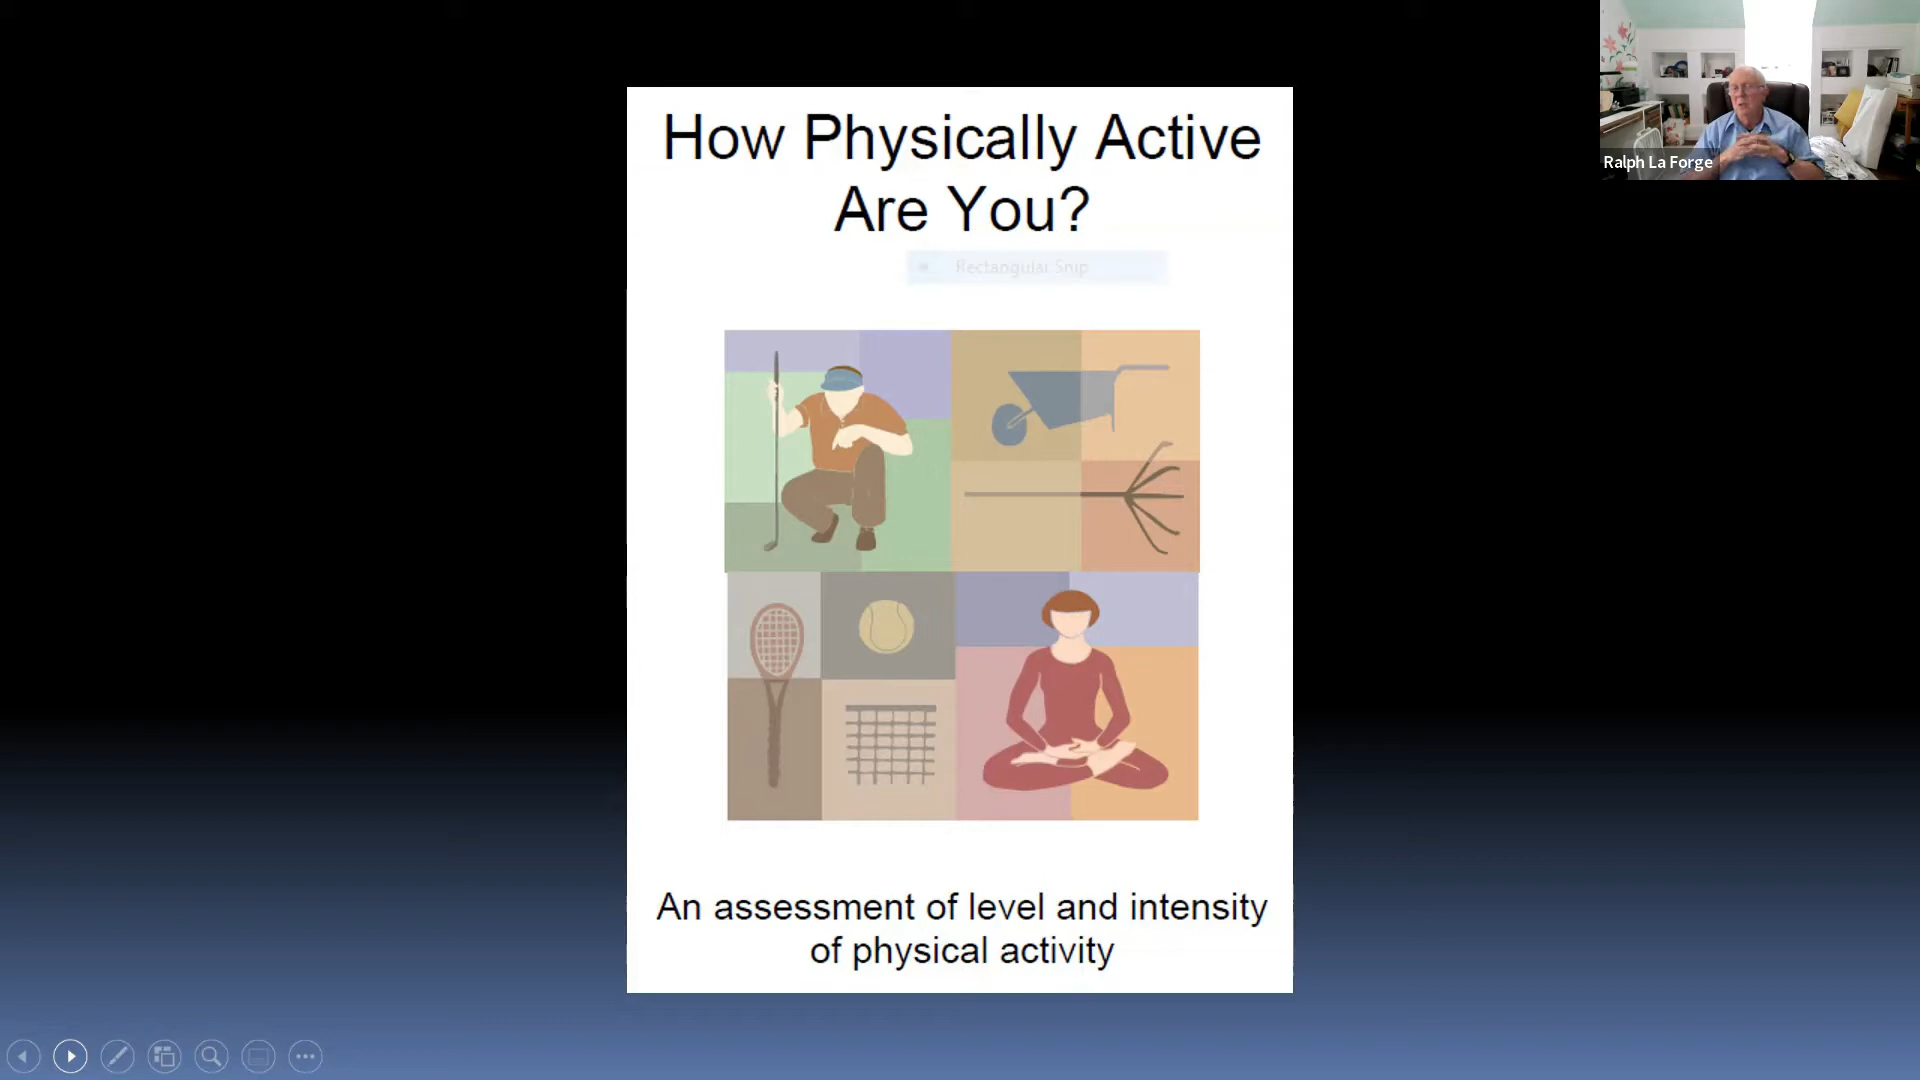 How Physically Active
Are You?
Rectangular Snip
An assessment of level and intensity
of physical activity
Ralph La Forge